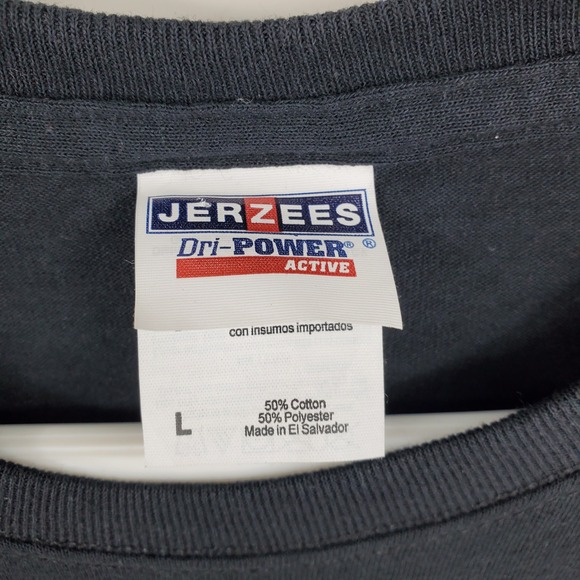 JERZEES
Dri-POWER® ®
ACTIVE
con insumos importados
L
50% Cotton
50% Polyester
Made in El Salvador